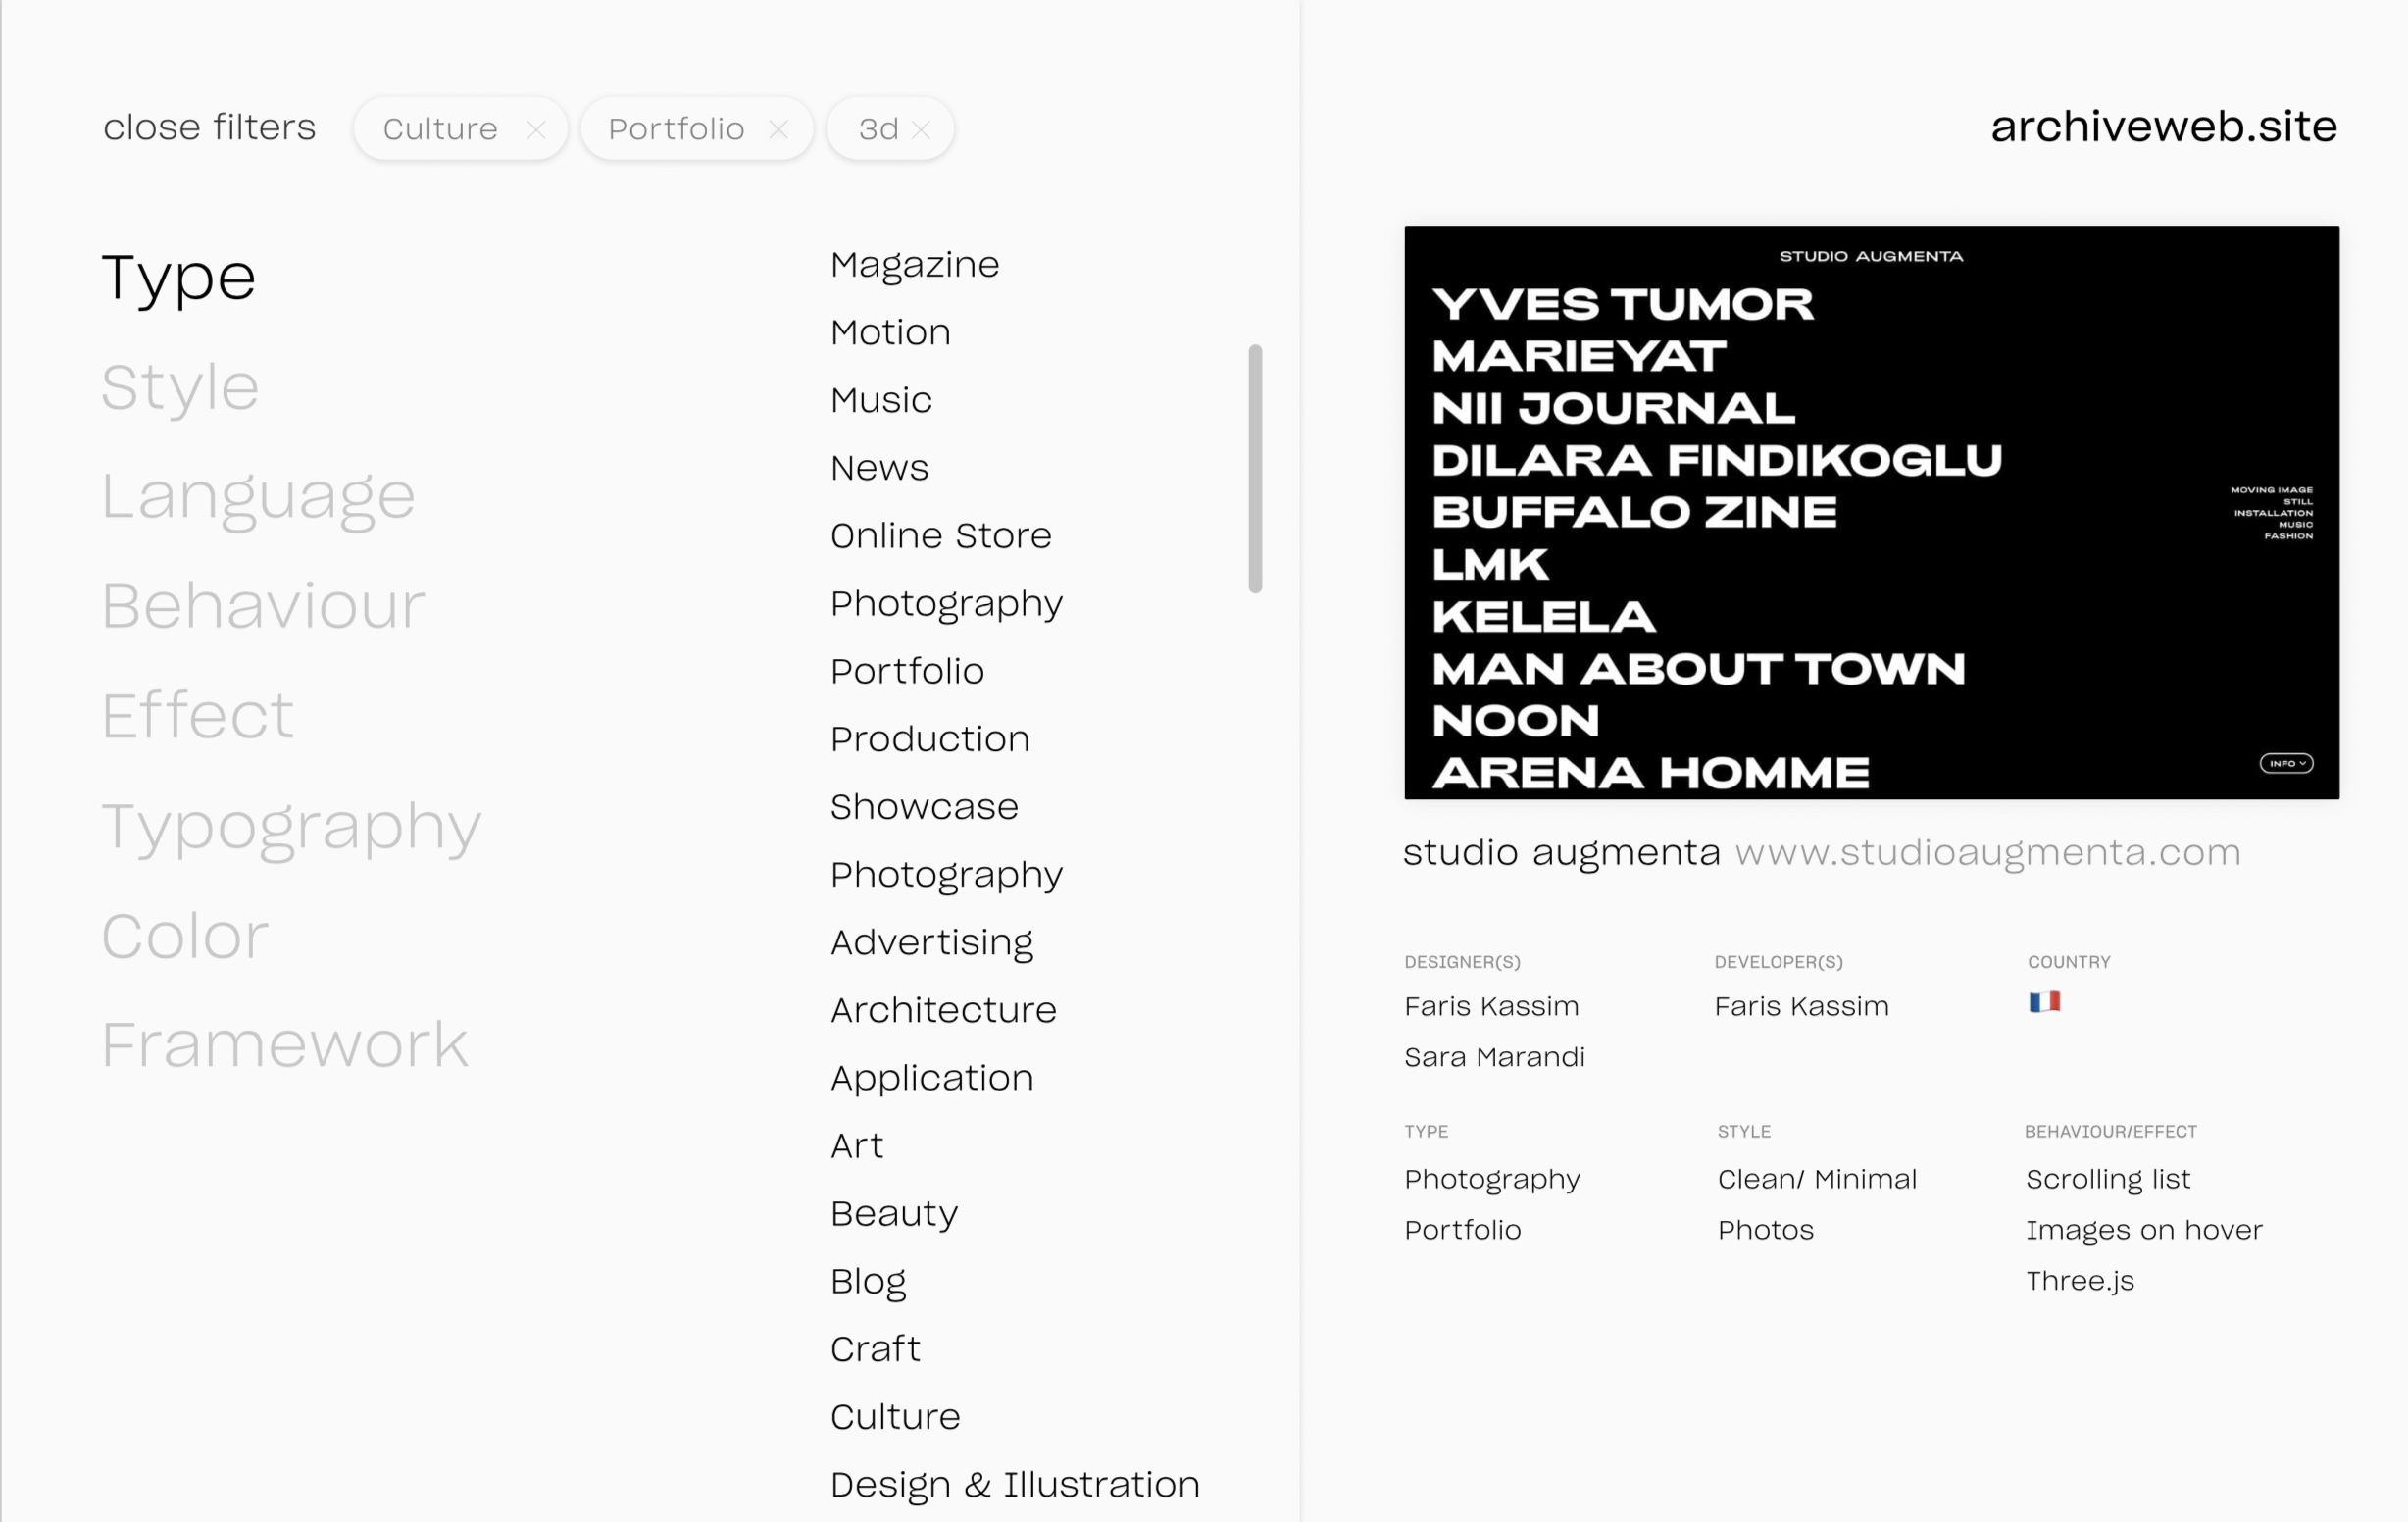 close filters
Culture
Portfolio
3d
Type
Style
Language
Behaviour
Effect
Typography
Color
Framework
Magazine
Motion
Music
News
Online Store
Photography
Portfolio
Production
Showcase
Photography
Advertising
Architecture
Application
Art
Beauty
Blog
Craft
Culture
Design & Illustration
archiveweb.site
STUDIO AUGMENTA
YVES TUMOR
MARIEYAT
NII JOURNAL
DILARA FINDIKOGLU
BUFFALO ZINE
LMK
KELELA
MAN ABOUT TOWN
NOON
ARENA HOMME
MOVING IMAGE
STILL
INSTALLATION
MUSIC
FASHION
INFO
studio augmenta www.studioaugmenta.com
DESIGNER(S)
Faris Kassim
Sara Marandi
DEVELOPER(S)
Faris Kassim
COUNTRY
TYPE
Photography
Portfolio
STYLE
Clean/ Minimal
Photos
BEHAVIOUR/EFFECT
Scrolling list
Images on hover
Three.js